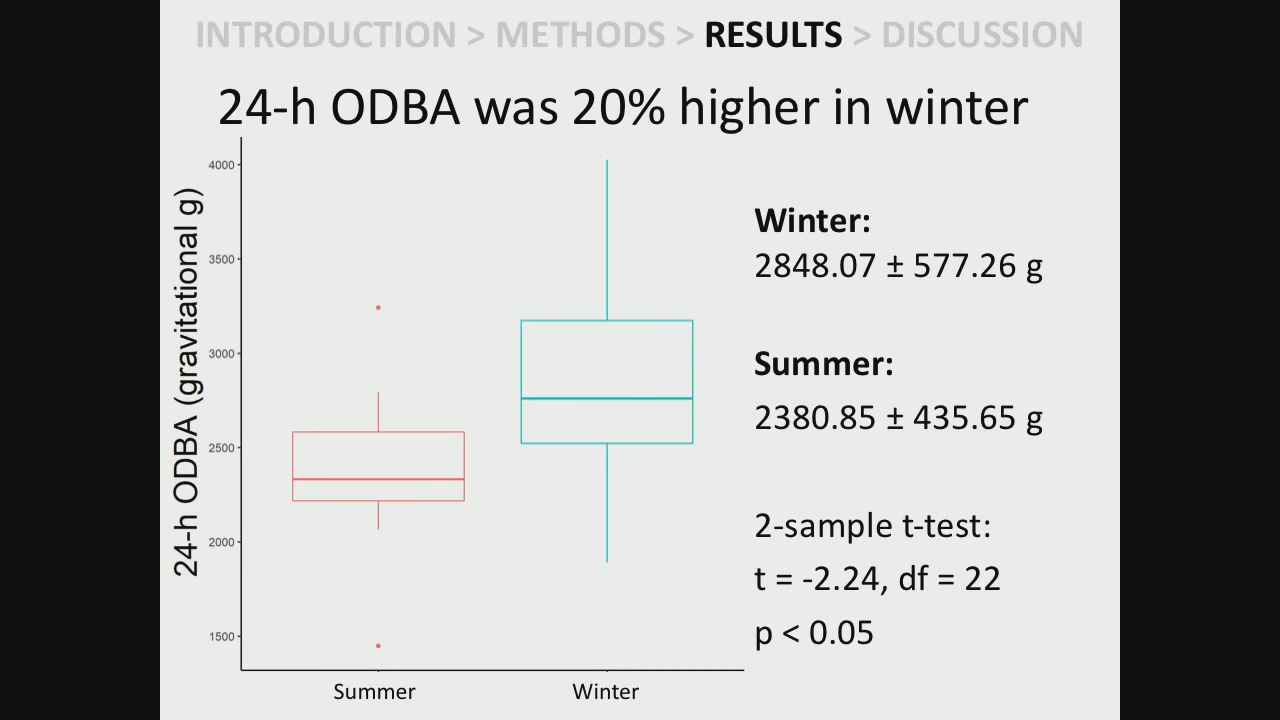 INTRODUCTION > METHODS > RESULTS > DISCUSSION
24-h ODBA was 20% higher in winter
24-h ODBA (gravitational g)
4000
3500
3000
2500
2000
1500
Summer
Winter
Winter:
2848.07 ± 577.26 g
Summer:
2380.85 ± 435.65 g
2-sample t-test:
t = -2.24, df = 22
p < 0.05